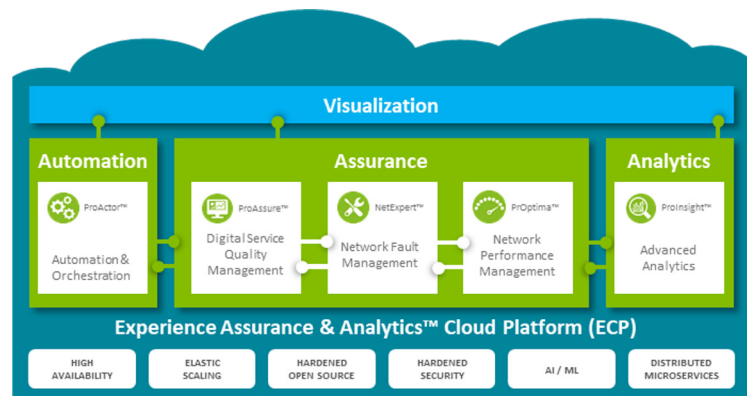 Visualization
Automation
ProActor™
Automation &
Orchestration
Assurance
ProAssure™
Digital Service
Quality
Management
NetExpert™
Network Fault
Management
PrOptima™
Network
Performance
Management
Analytics
ProInsight™
Advanced
Analytics
Experience Assurance & Analytics™ Cloud Platform (ECP)
HIGH
AVAILABILITY
ELASTIC
SCALING
HARDENED
OPEN SOURCE
HARDENED
SECURITY
AI / ML
DISTRIBUTED
MICROSERVICES